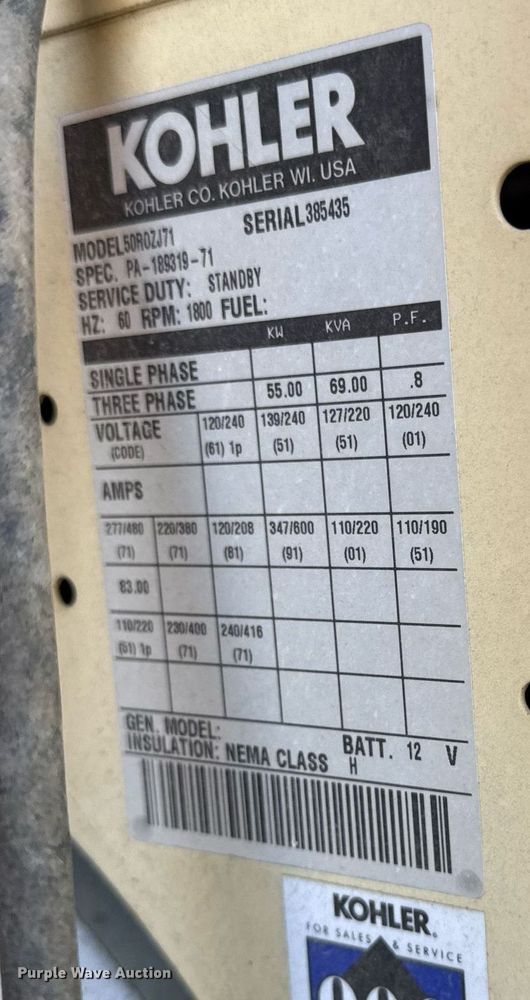 KOHLER
KOHLER CO. KOHLER WI. USA
MODEL 50ROZJ71 SERIAL 385435
SPEC. PA-189319-71
SERVICE DUTY: STANDBY
HZ: 60 RPM: 1800 FUEL:
KW KVA P.F.
SINGLE PHASE
THREE PHASE 55.00 69.00 .8
VOLTAGE 120/240 139/240 127/220 120/240
(CODE) (61) 1p (51) (51) (01)
AMPS
277/480 220/380 120/208 347/600 110/220 110/190
(71) (71) (81) (91) (01) (51)
83.00
110/220 230/400 240/416
(61) 1p (71) (71)
GEN. MODEL: BATT. 12 V
INSULATION: NEMA CLASS H
KOHLER®
FOR SALES & SERVICE
Purple Wave Auction